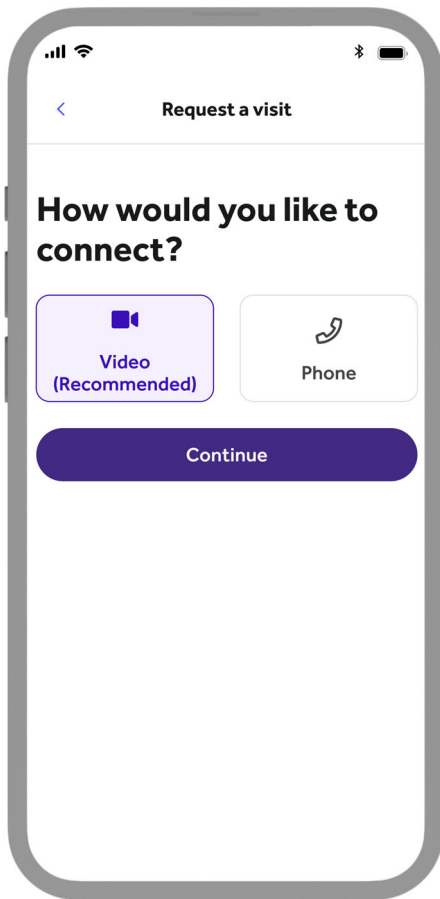 Request a visit
How would you like to
connect?
Video
(Recommended)
Phone
Continue